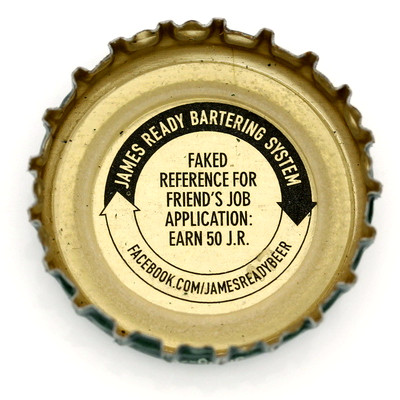 JAMES READY BARTERING SYSTEM
FAKED
REFERENCE FOR
FRIEND'S JOB
APPLICATION:
EARN 50 J.R.
FACEBOOK.COM/JAMESREADYBEER